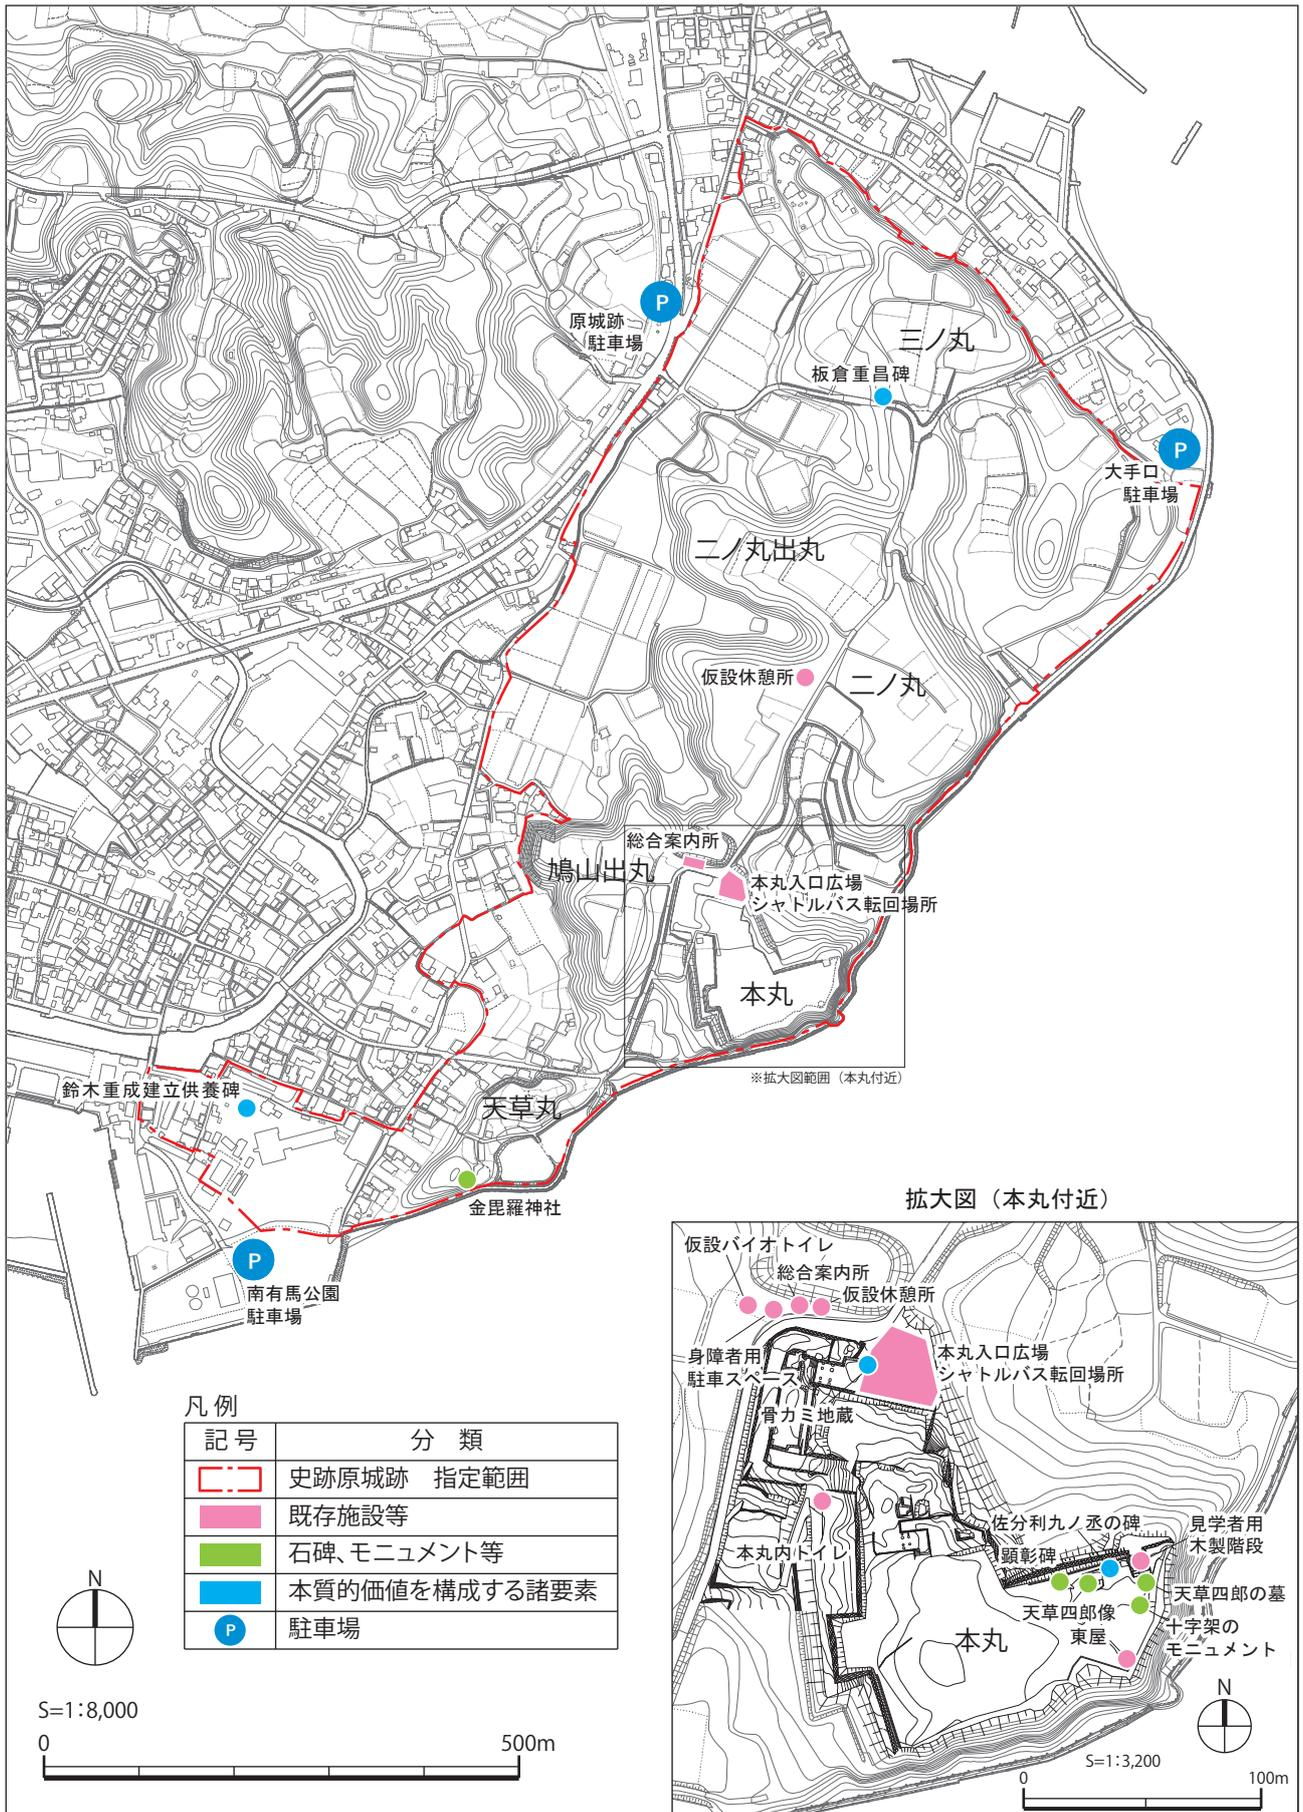 P
原城跡
駐車場
三ノ丸
板倉重昌碑
P
大手口
駐車場
二ノ丸出丸
仮設休憩所
二ノ丸
総合案内所
鳩山出丸
本丸入口広場
シャトルバス転回場所
本丸
※拡大図範囲（本丸付近）
鈴木重成建立供養碑
天草丸
金毘羅神社
P
南有馬公園
駐車場
凡例
記号 分類
史跡原城跡 指定範囲
既存施設等
石碑、モニュメント等
本質的価値を構成する諸要素
P 駐車場
N
S=1:8,000
0 500m
拡大図（本丸付近）
仮設バイオトイレ
総合案内所
仮設休憩所
身障者用
駐車スペース
本丸入口広場
シャトルバス転回場所
骨カミ地蔵
本丸内トイレ
佐分利九ノ丞の碑
見学者用
木製階段
顕彰碑
天草四郎像
天草四郎の墓
東屋
十字架の
モニュメント
本丸
N
S=1:3,200
0 100m